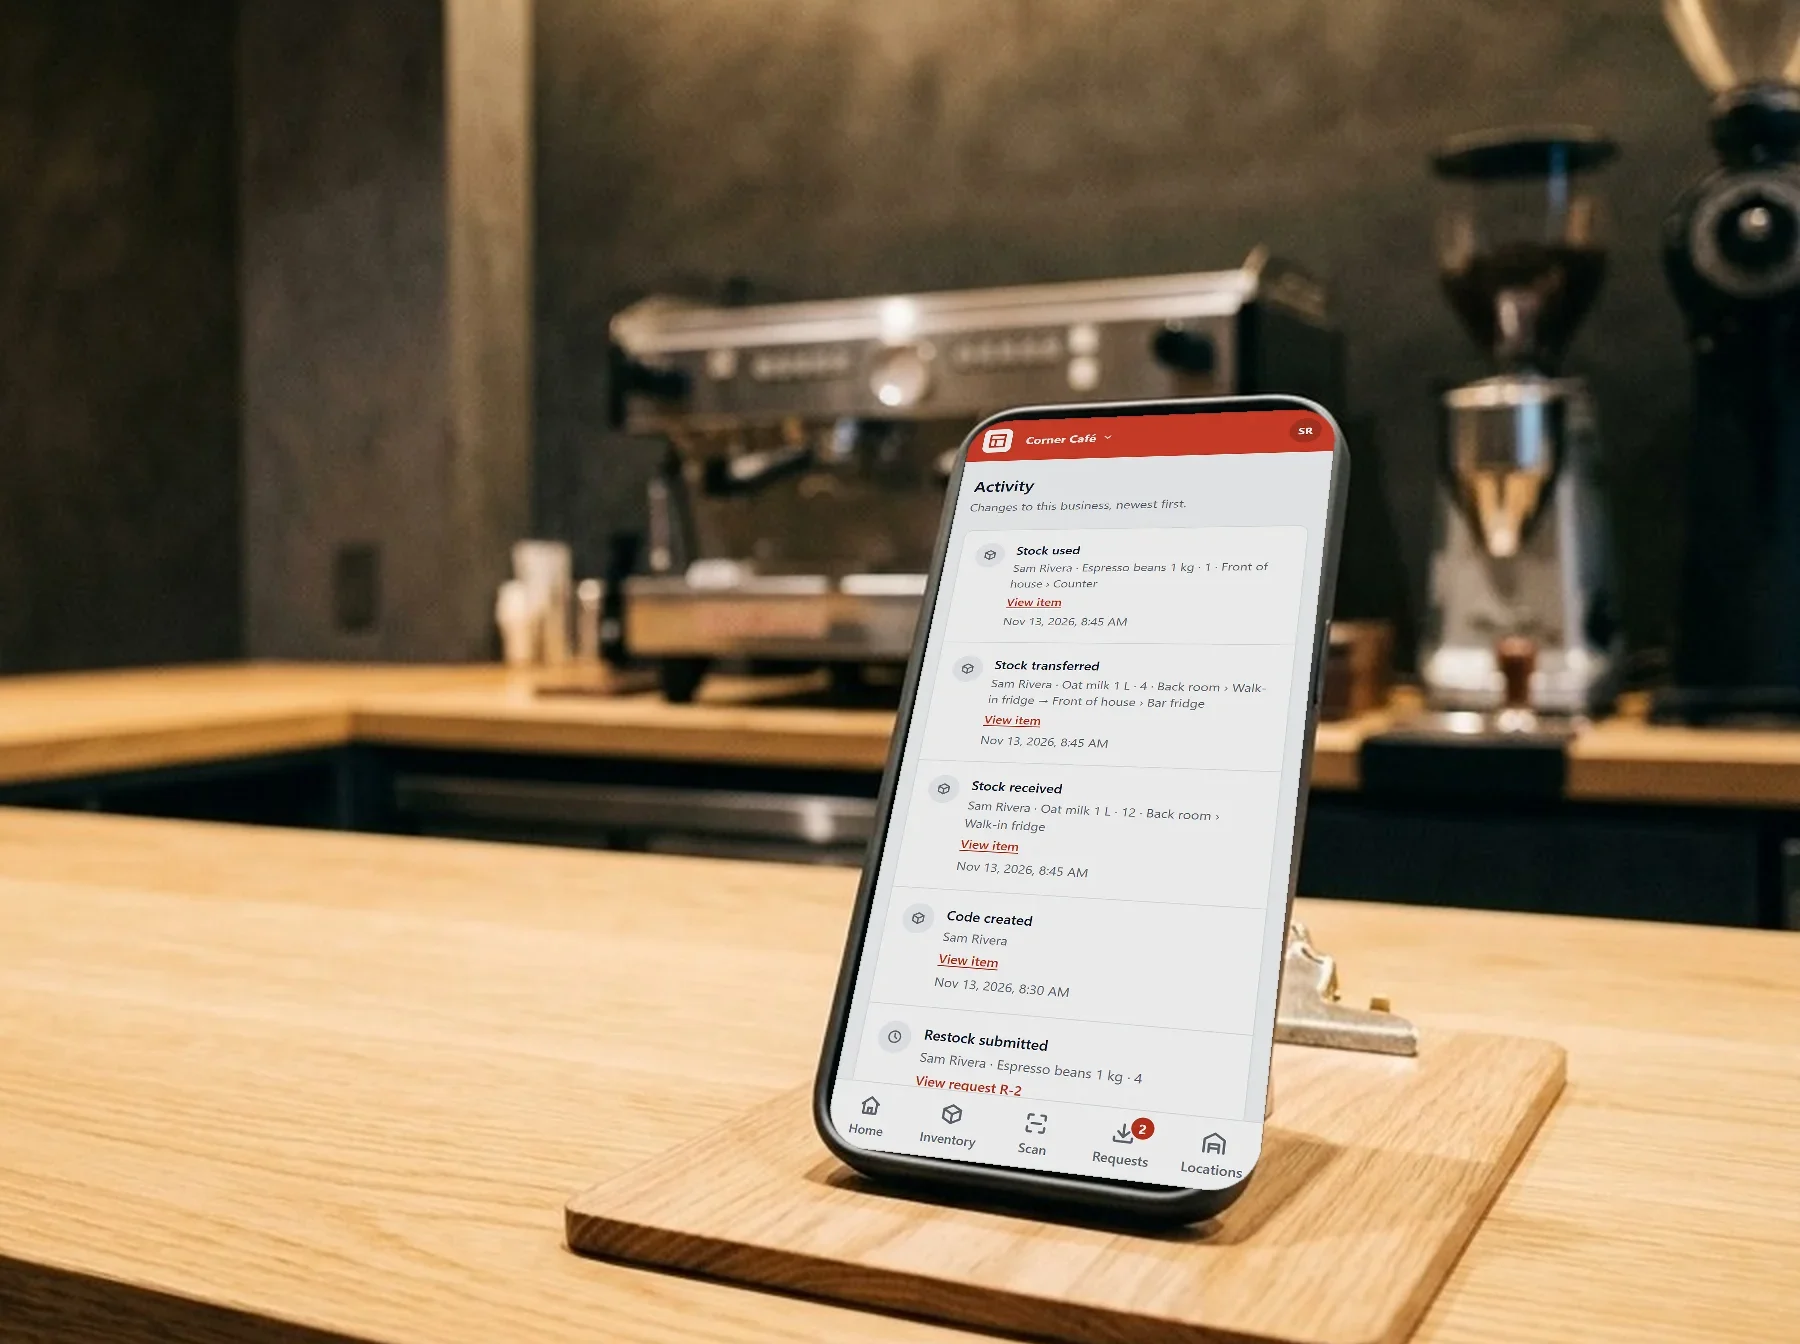 Corner Café
SR
Activity
Changes to this business, newest first.
Stock used
Sam Rivera · Espresso beans 1 kg · 1 · Front of
house › Counter
View item
Nov 13, 2026, 8:45 AM
Stock transferred
Sam Rivera · Oat milk 1 L · 4 · Back room › Walk-
in fridge → Front of house › Bar fridge
View item
Nov 13, 2026, 8:45 AM
Stock received
Sam Rivera · Oat milk 1 L · 12 · Back room ›
Walk-in fridge
View item
Nov 13, 2026, 8:45 AM
Code created
Sam Rivera
View item
Nov 13, 2026, 8:30 AM
Restock submitted
Sam Rivera · Espresso beans 1 kg · 4
View request R-2
2
Home
Inventory
Scan
Requests
Locations